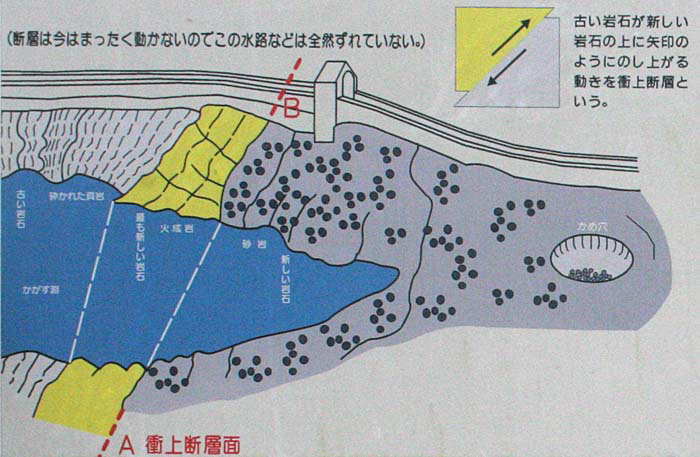 (断層は今はまったく動かないのでこの水路などは全然ずれていない。)
古い岩石が新しい
岩石の上に矢印の
ようにのし上がる
動きを衝上断層と
いう。
B
古い岩石
砕かれた頁岩
最も新しい岩石
火成岩
砂岩
新しい岩石
かめ穴
かがす淵
A 衝上断層面